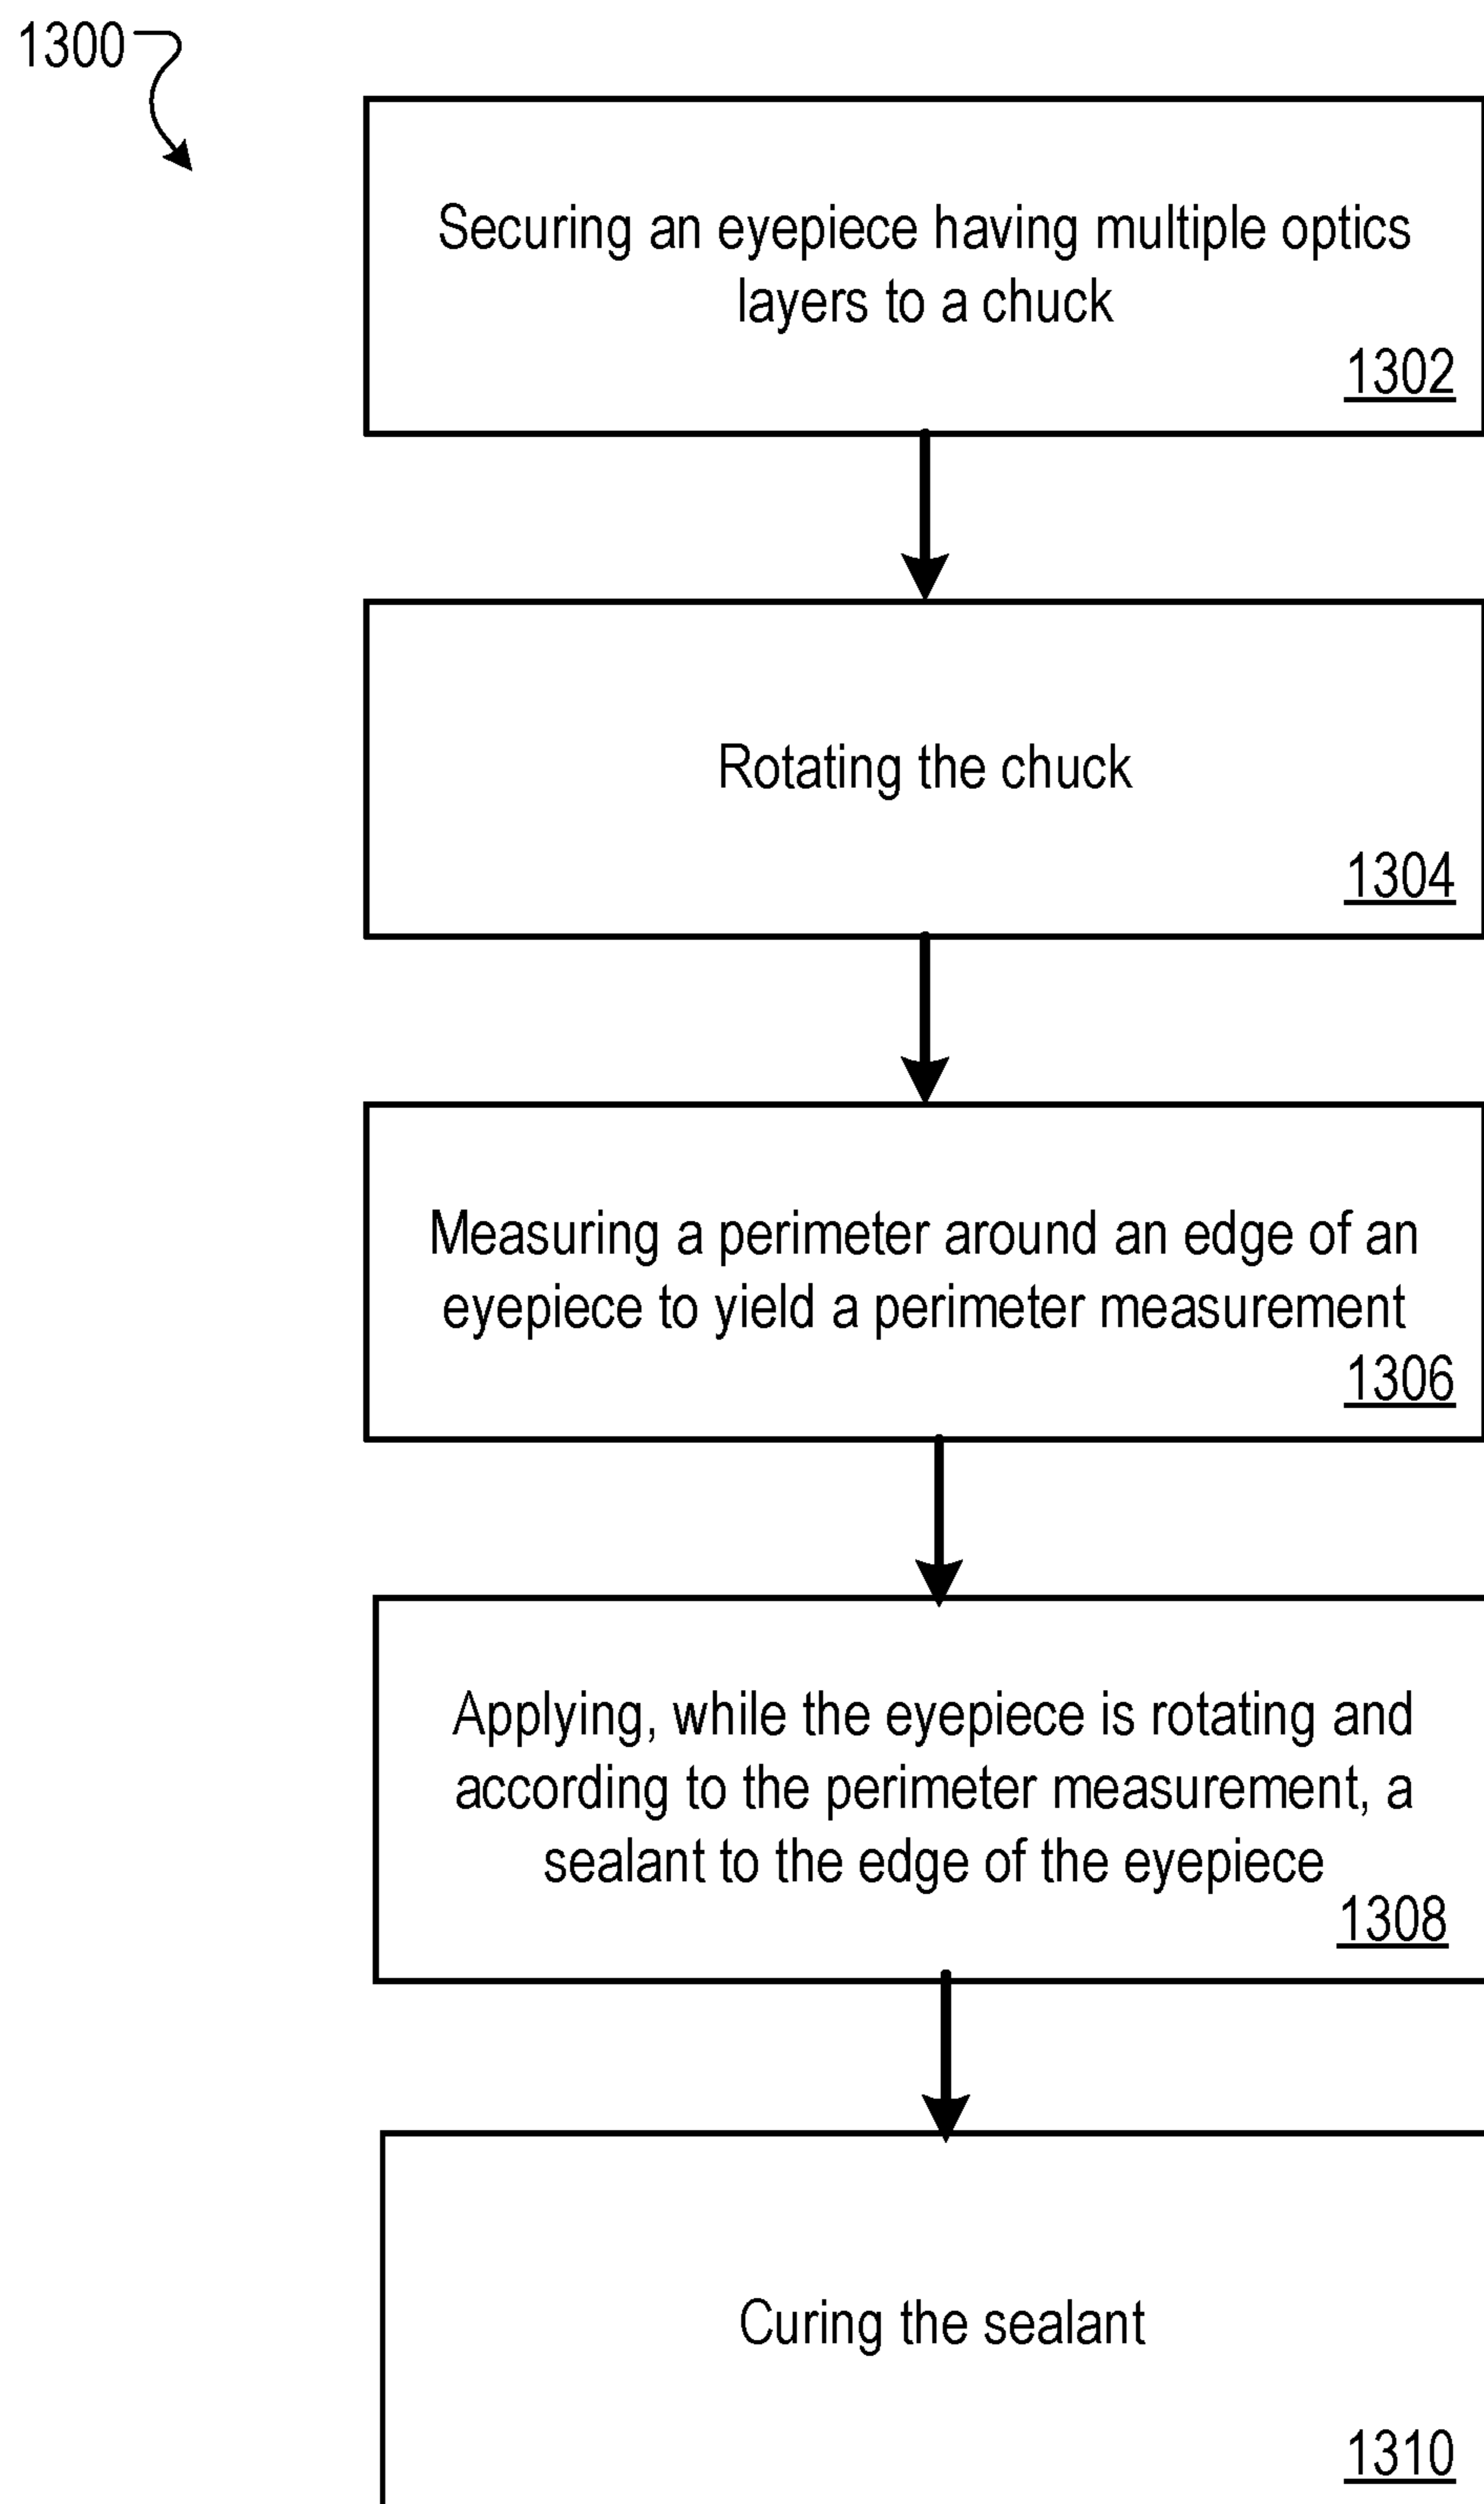 1300
Securing an eyepiece having multiple optics
layers to a chuck
1302
Rotating the chuck
1304
Measuring a perimeter around an edge of an
eyepiece to yield a perimeter measurement
1306
Applying, while the eyepiece is rotating and
according to the perimeter measurement, a
sealant to the edge of the eyepiece
1308
Curing the sealant
1310